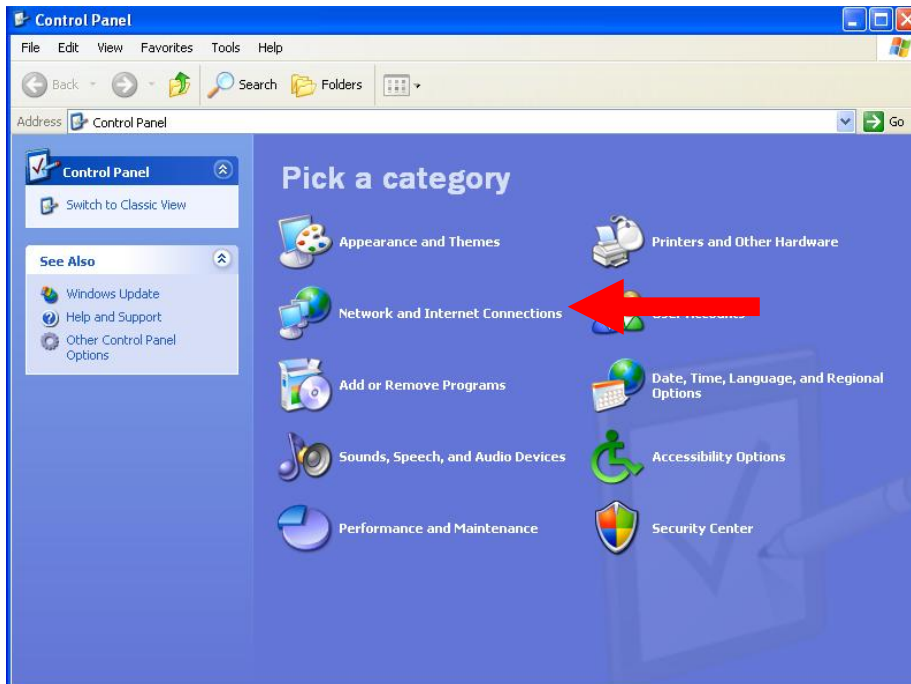 Control Panel
File Edit View Favorites Tools Help
Back Search Folders
Address Control Panel Go
Control Panel
Switch to Classic View
See Also
Windows Update
Help and Support
Other Control Panel
Options
Pick a category
Appearance and Themes
Printers and Other Hardware
Network and Internet Connections
User Accounts
Add or Remove Programs
Date, Time, Language, and Regional
Options
Sounds, Speech, and Audio Devices
Accessibility Options
Performance and Maintenance
Security Center